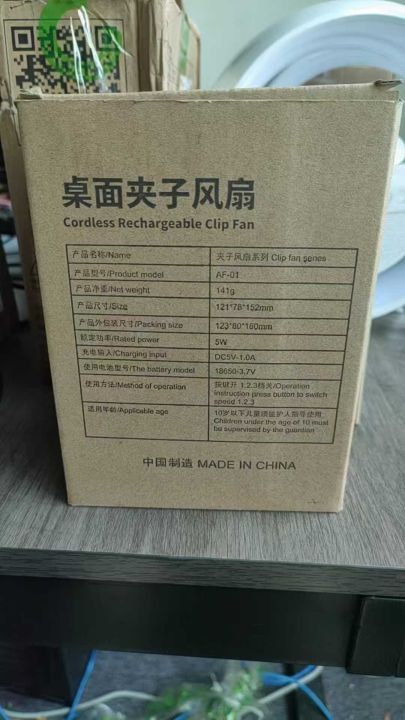 桌面夹子风扇
Cordless Rechargeable Clip Fan
产品名称/Name 夹子风扇系列 Clip fan series
产品型号/Product model AF-01
产品净重/Net weight 141g
产品尺寸/Size 121*78*152mm
产品外包装尺寸/Packing size 123*80*160mm
额定功率/Rated power 5W
充电输入/Charging input DC5V-1.0A
使用电池型号/The battery model 18650-3.7V
使用方法/Method of operation 按键开 1.2.3档关/Operation
instruction press button to switch
speed 1.2.3
适用年龄/Applicable age 10岁以下儿童须监护人指导使用
Children under the age of 10 must
be supervised by the guardian
中国制造 MADE IN CHINA